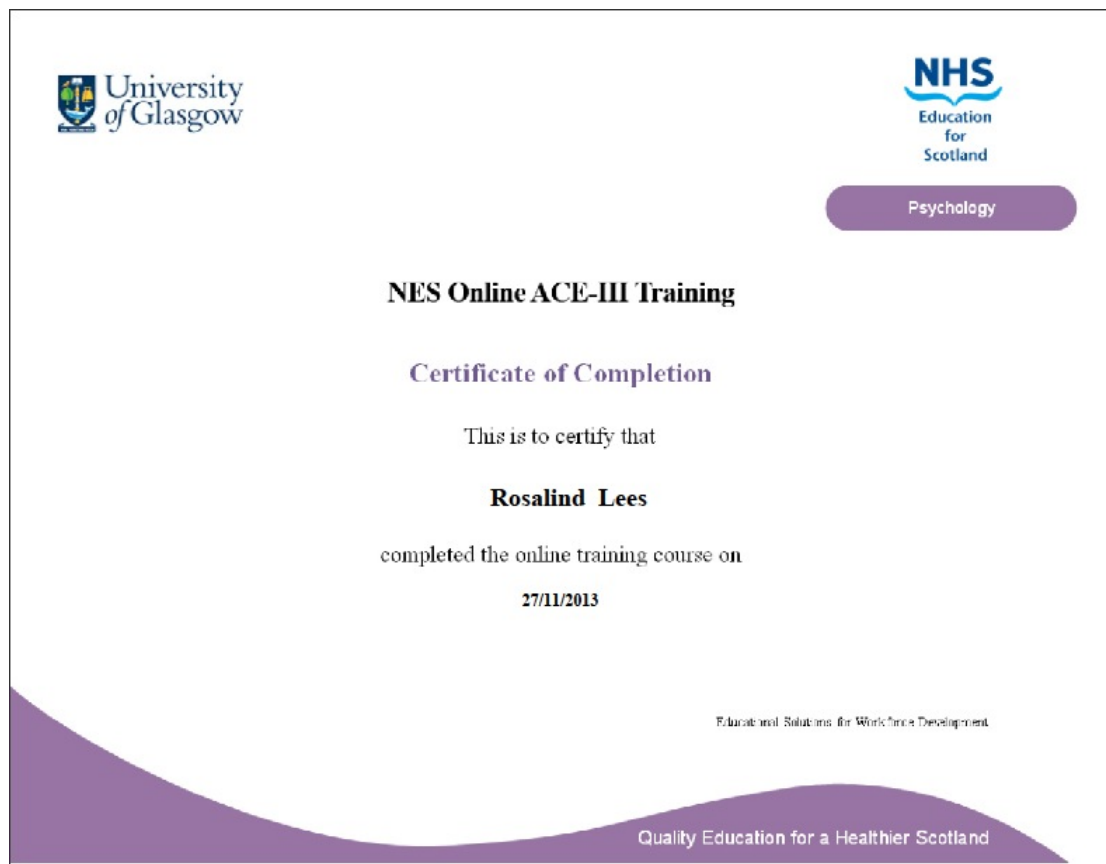 University
of Glasgow
NHS
Education
for
Scotland
Psychology
NES Online ACE-III Training
Certificate of Completion
This is to certify that
Rosalind Lees
completed the online training course on
27/11/2013
Educational Solutions for Workforce Development
Quality Education for a Healthier Scotland